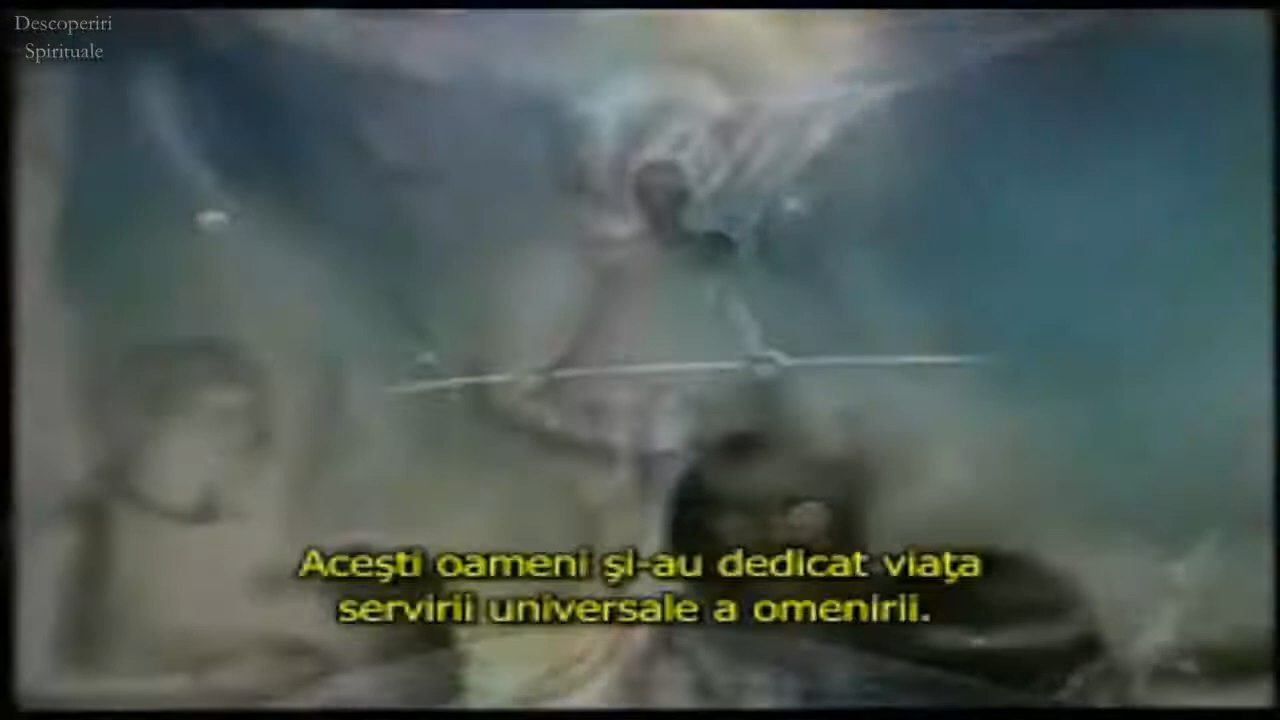 Descoperiri
Spirituale
Aceşti oameni şi-au dedicat viaţa
servirii universale a omenirii.